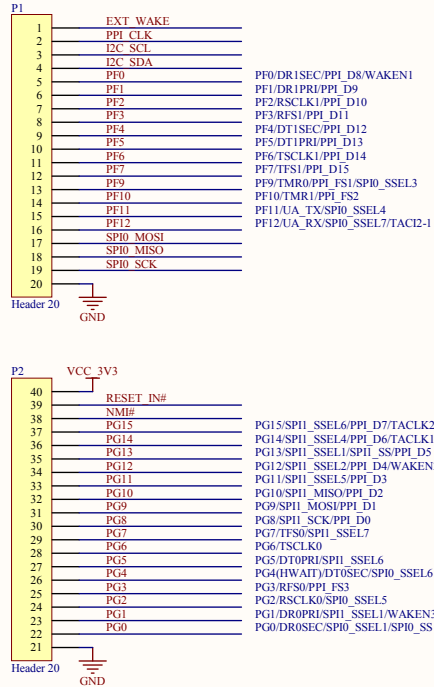 P1
1 EXT_WAKE
2 PPI_CLK
3 I2C_SCL
4 I2C_SDA
5 PF0 PF0/DR1SEC/PPI_D8/WAKEN1
6 PF1 PF1/DR1PRI/PPI_D9
7 PF2 PF2/RSCLK1/PPI_D10
8 PF3 PF3/RFS1/PPI_D11
9 PF4 PF4/DT1SEC/PPI_D12
10 PF5 PF5/DT1PRI/PPI_D13
11 PF6 PF6/TSCLK1/PPI_D14
12 PF7 PF7/TFS1/PPI_D15
13 PF9 PF9/TMR0/PPI_FS1/SPI0_SSEL3
14 PF10 PF10/TMR1/PPI_FS2
15 PF11 PF11/UA_TX/SPI0_SSEL4
16 PF12 PF12/UA_RX/SPI0_SSEL7/TACI2-1
17 SPI0_MOSI
18 SPI0_MISO
19 SPI0_SCK
20
Header 20
GND
P2 VCC_3V3
40
39 RESET_IN#
38 NMI#
37 PG15 PG15/SPI1_SSEL6/PPI_D7/TACLK2
36 PG14 PG14/SPI1_SSEL4/PPI_D6/TACLK1
35 PG13 PG13/SPI1_SSEL1/SPI1_SS/PPI_D5
34 PG12 PG12/SPI1_SSEL2/PPI_D4/WAKEN
33 PG11 PG11/SPI1_SSEL5/PPI_D3
32 PG10 PG10/SPI1_MISO/PPI_D2
31 PG9 PG9/SPI1_MOSI/PPI_D1
30 PG8 PG8/SPI1_SCK/PPI_D0
29 PG7 PG7/TFS0/SPI1_SSEL7
28 PG6 PG6/TSCLK0
27 PG5 PG5/DT0PRI/SPI1_SSEL6
26 PG4 PG4(HWAIT)/DT0SEC/SPI0_SSEL6
25 PG3 PG3/RFS0/PPI_FS3
24 PG2 PG2/RSCLK0/SPI0_SSEL5
23 PG1 PG1/DR0PRI/SPI1_SSEL1/WAKEN3
22 PG0 PG0/DR0SEC/SPI0_SSEL1/SPI0_SS
21
Header 20
GND